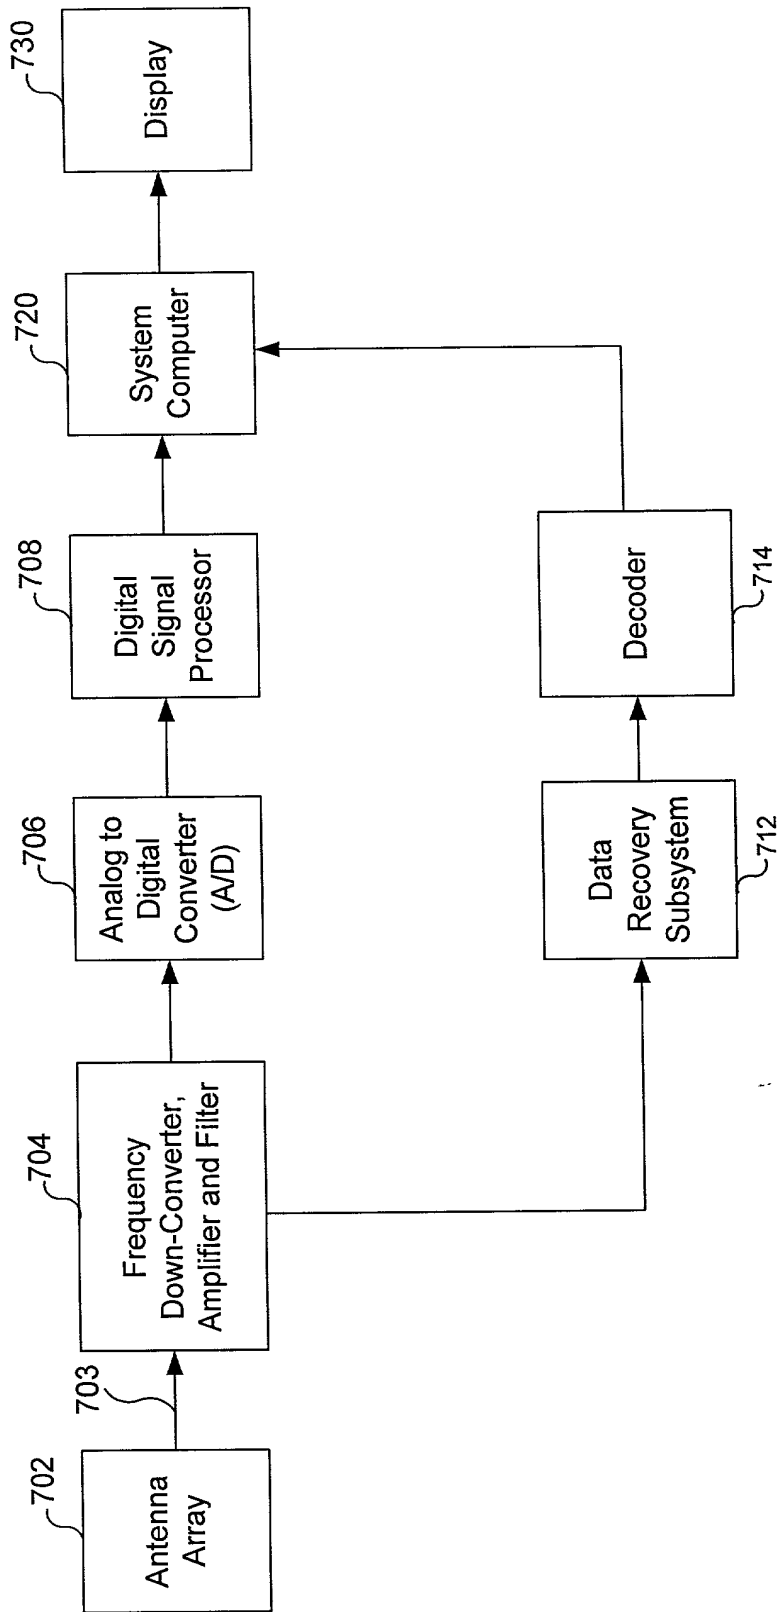 702
Antenna
Array
703
704
Frequency
Down-Converter,
Amplifier and Filter
706
Analog to
Digital
Converter
(A/D)
708
Digital
Signal
Processor
720
System
Computer
730
Display
Data
Recovery
Subsystem
712
Decoder
714